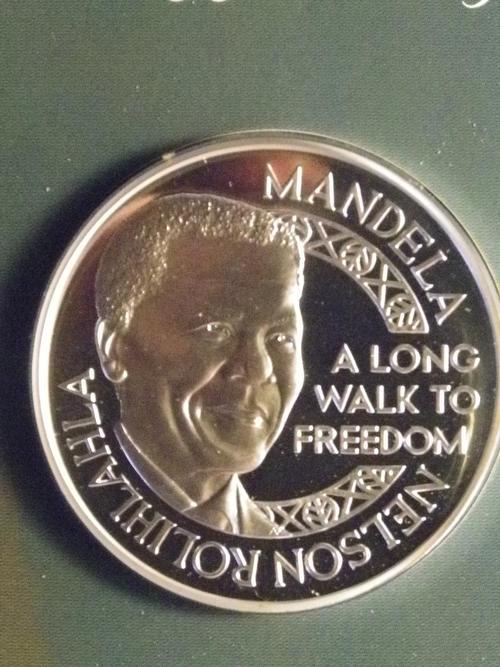 MANDELA
A LONG
WALK TO
FREEDOM
NELSON ROLIHLAHLA